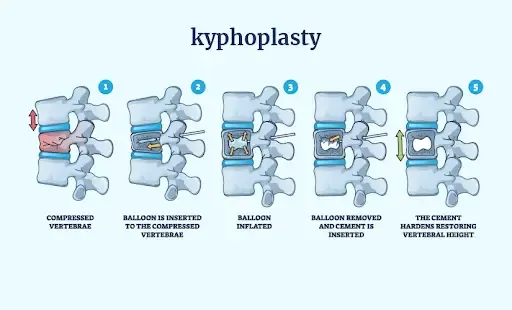 kyphoplasty
1
2
3
4
5
COMPRESSED
VERTEBRAE
BALLOON IS INSERTED
TO THE COMPRESSED
VERTEBRAE
BALLOON
INFLATED
BALLOON REMOVED
AND CEMENT IS
INSERTED
THE CEMENT
HARDENS RESTORING
VERTEBRAL HEIGHT